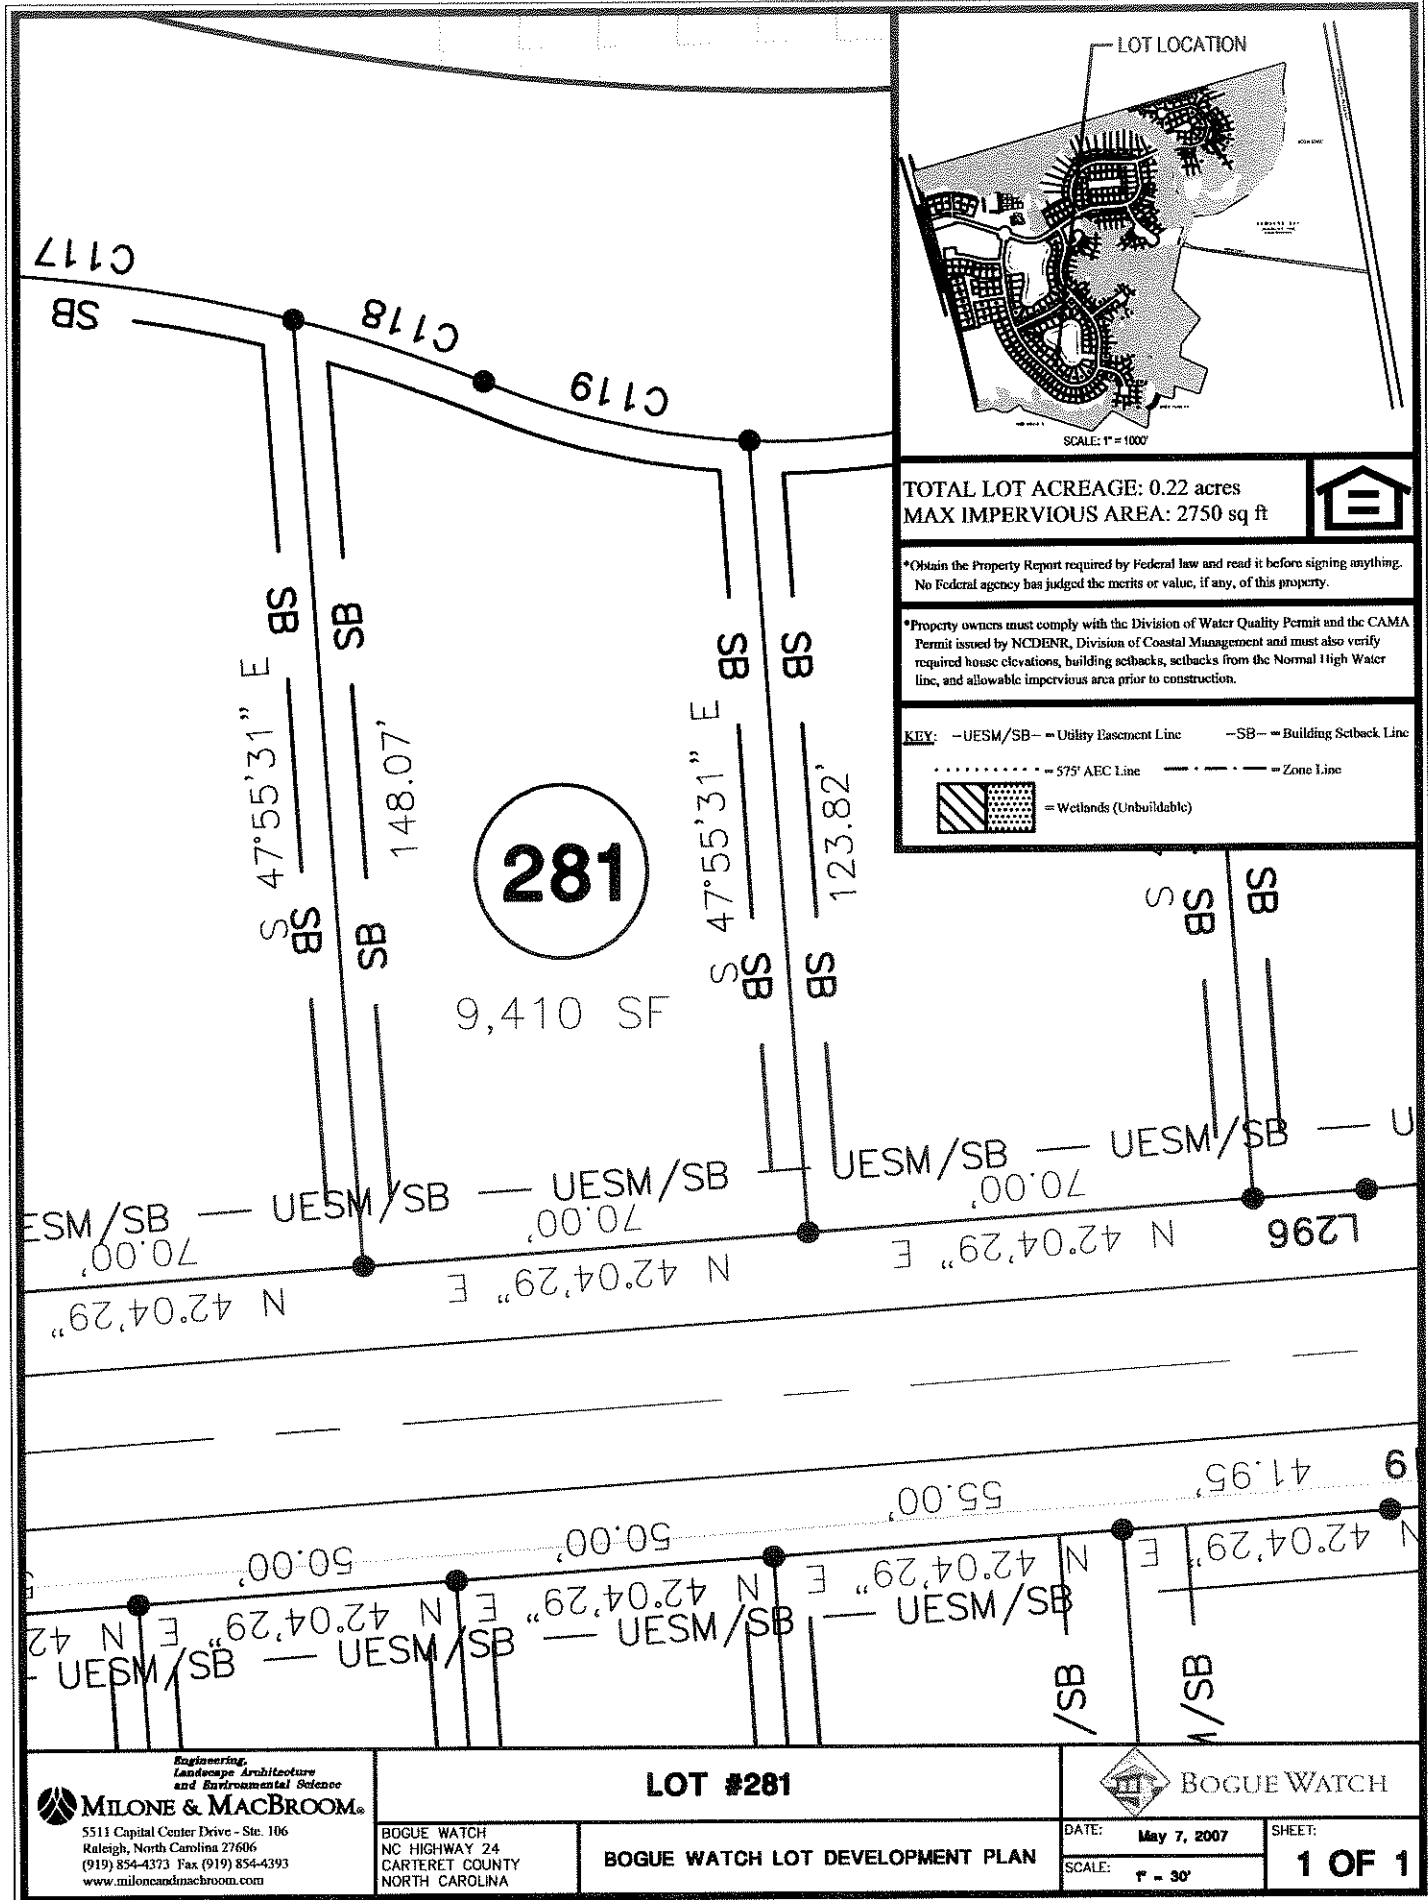 LOT LOCATION
SCALE: 1" = 1000'
TOTAL LOT ACREAGE: 0.22 acres
MAX IMPERVIOUS AREA: 2750 sq ft
*Obtain the Property Report required by Federal law and read it before signing anything.
No Federal agency has judged the merits or value, if any, of this property.
*Property owners must comply with the Division of Water Quality Permit and the CAMA
Permit issued by NCDENR, Division of Coastal Management and must also verify
required house elevations, building setbacks, setbacks from the Normal High Water
line, and allowable impervious area prior to construction.
KEY: -UESM/SB- = Utility Easement Line -SB- = Building Setback Line
= 575' AEC Line = Zone Line
= Wetlands (Unbuildable)
C117
SB
C118
C119
SB
SB
SB
SB
S 47°55'31" E
148.07'
S 47°55'31" E
123.82'
281
9,410 SF
SB
SB
SB
SB
S
SB
SB
ESM/SB — UESM/SB — UESM/SB — UESM/SB — UESM/SB — U
70.00'
70.00'
70.00'
N 42°04'29"
N 42°04'29" E
N 42°04'29" E
L296
50.00'
50.00'
55.00'
41.95'
N 42
N 42°04'29" E
N 42°04'29" E
N 42°04'29" E
N 42°04'29"
- UESM/SB — UESM/SB — UESM/SB — UESM/SB
/SB
M/SB
Engineering,
Landscape Architecture
and Environmental Science
MILONE & MACBROOM®
5511 Capital Center Drive - Ste. 106
Raleigh, North Carolina 27606
(919) 854-4373 Fax (919) 854-4393
www.miloneandmacbroom.com
LOT #281
BOGUE WATCH
NC HIGHWAY 24
CARTERET COUNTY
NORTH CAROLINA
BOGUE WATCH LOT DEVELOPMENT PLAN
BOGUE WATCH
DATE: May 7, 2007
SCALE: 1" = 30'
SHEET:
1 OF 1